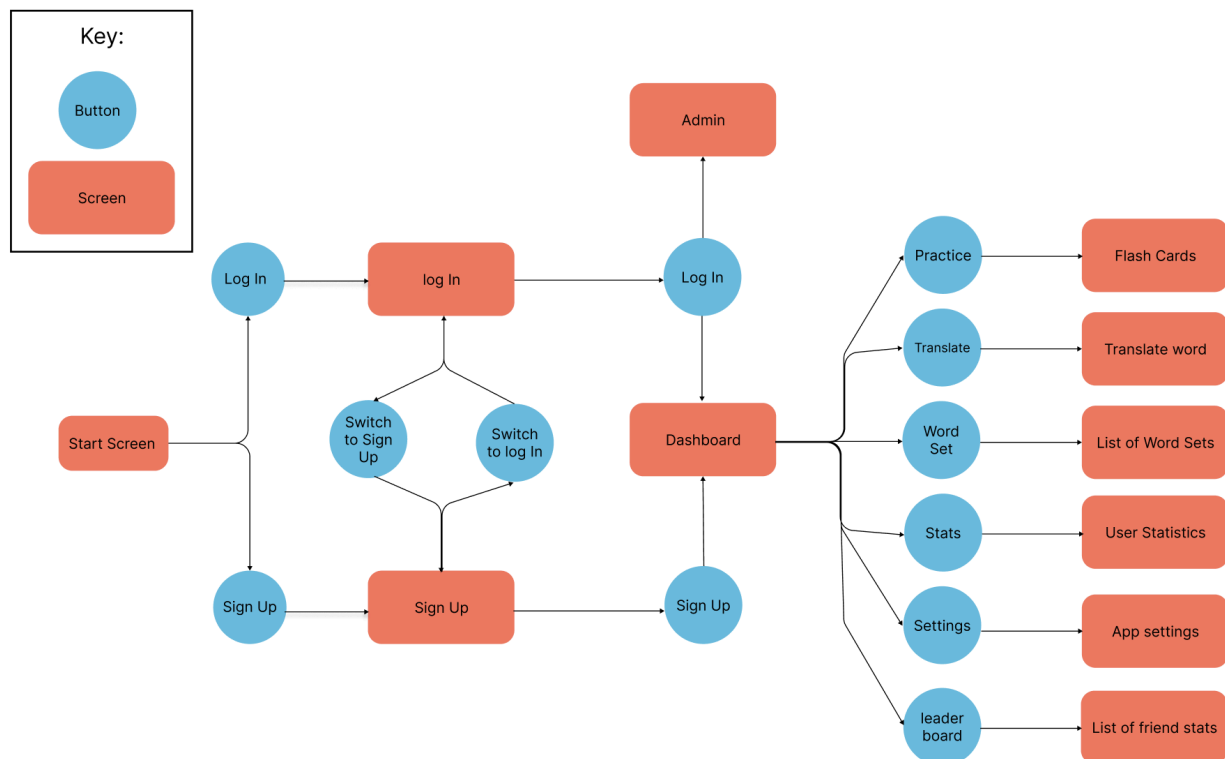 Key:
Button
Screen
Admin
Log In
log In
Log In
Practice
Flash Cards
Translate
Translate word
Start Screen
Switch
to Sign
Up
Switch
to log In
Dashboard
Word
Set
List of Word Sets
Stats
User Statistics
Sign Up
Sign Up
Sign Up
Settings
App settings
leader
board
List of friend stats